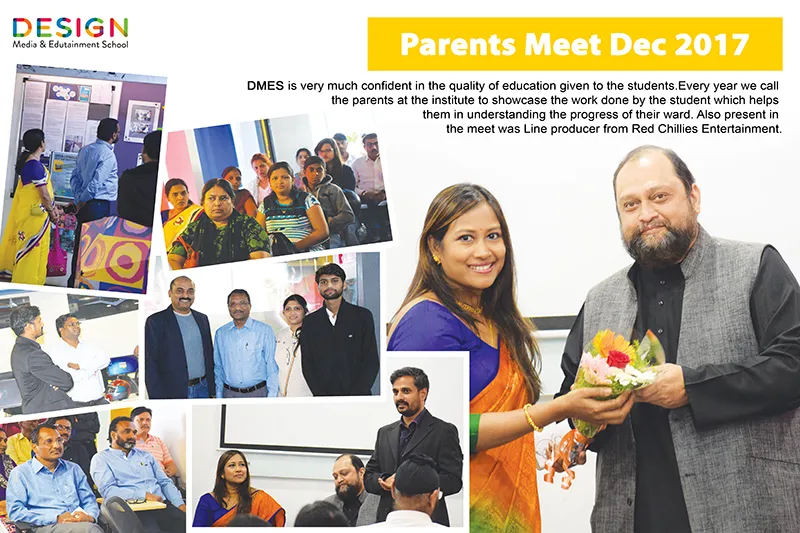 DESIGN
Media & Edutainment School
Parents Meet Dec 2017
DMES is very much confident in the quality of education given to the students.Every year we call
the parents at the institute to showcase the work done by the student which helps
them in understanding the progress of their ward. Also present in
the meet was Line producer from Red Chillies Entertainment.